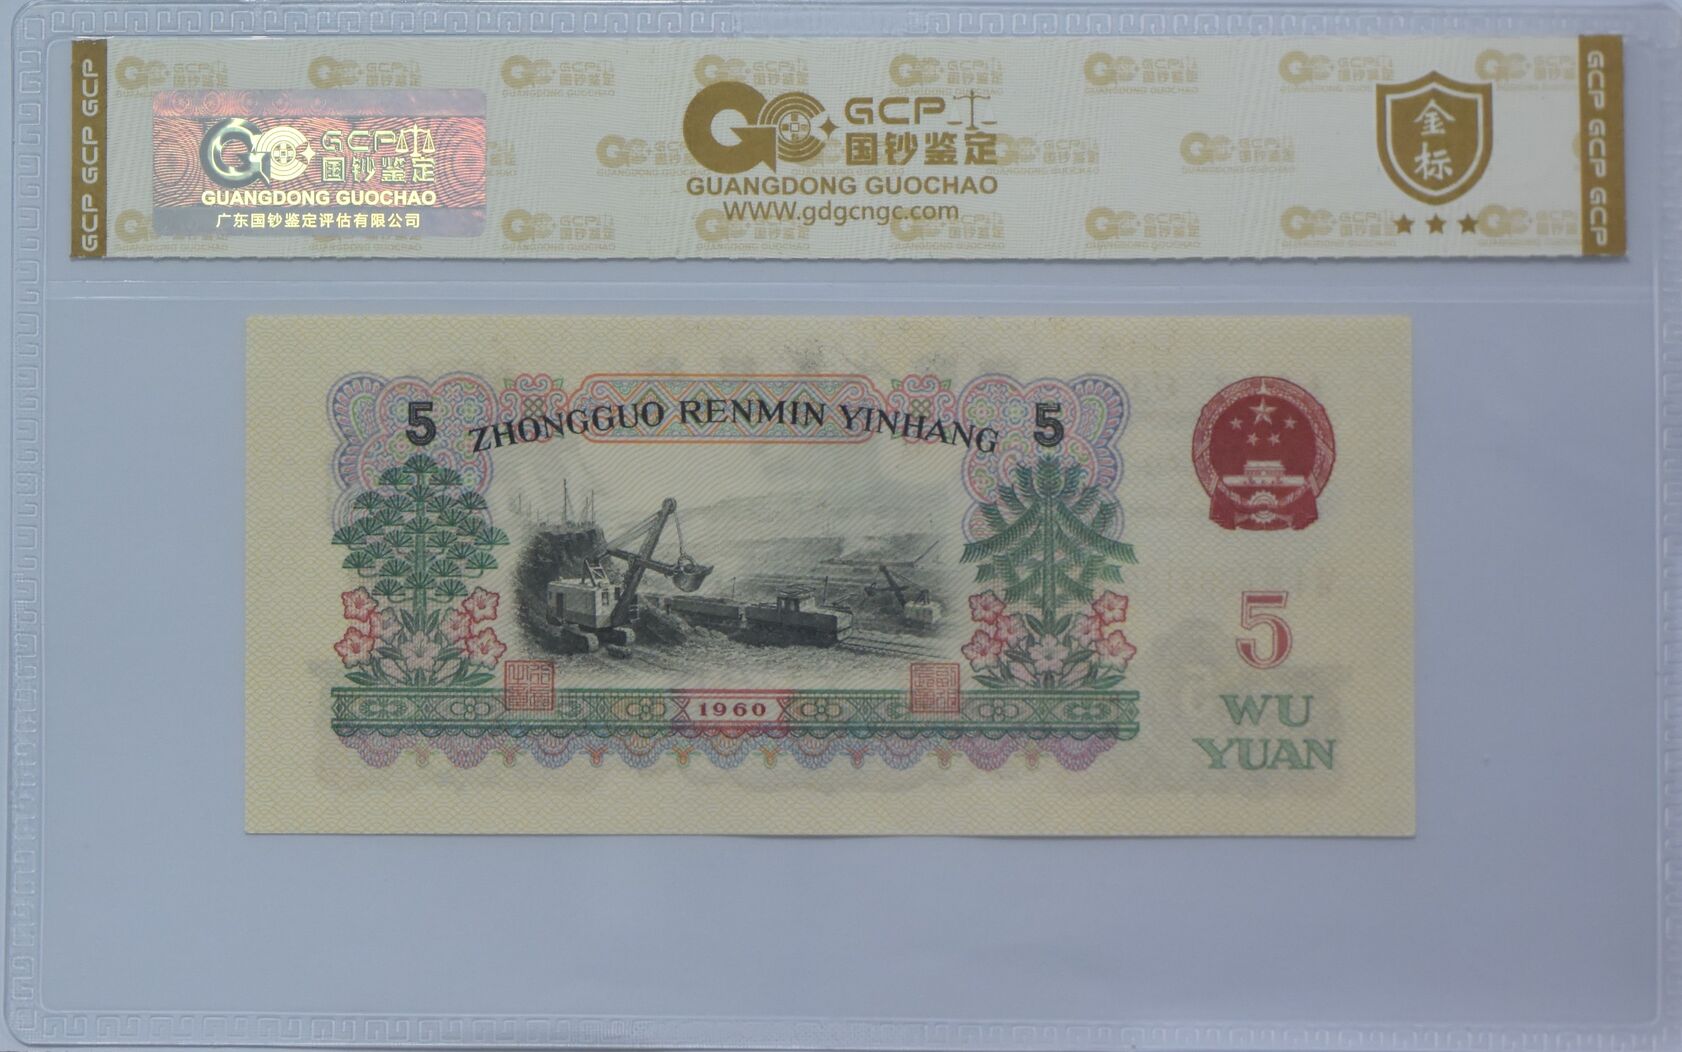 GCP GCP GCP
GCP
国钞鉴定
GUANGDONG GUOCHAO
广东国钞鉴定评估有限公司
GCP
国钞鉴定
GUANGDONG GUOCHAO
WWW.gdgcngc.com
金标
GCP GCP GCP GCP
5
ZHONGGUO RENMIN YINHANG
5
1960
5
WU
YUAN